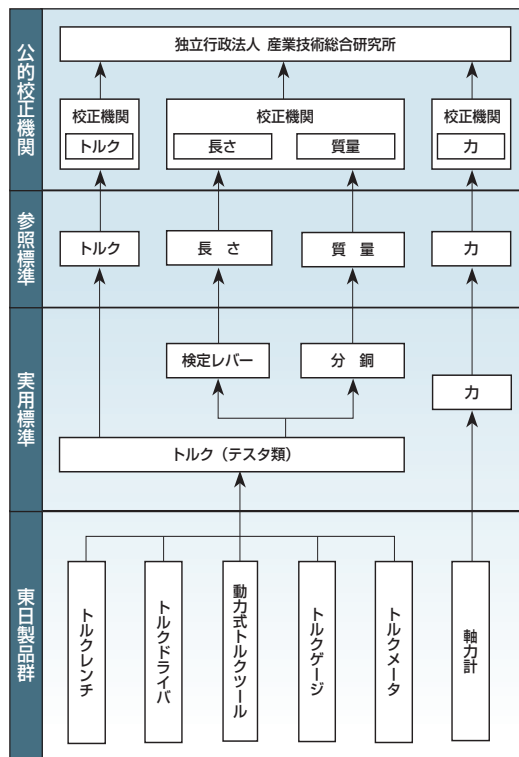 公的校正機関
独立行政法人 産業技術総合研究所
校正機関
トルク
校正機関
長さ
質量
校正機関
力
参照標準
トルク
長 さ
質 量
力
実用標準
検定レバー
分 銅
力
トルク（テスタ類）
東日製品群
トルクレンチ
トルクドライバ
動力式トルクツール
トルクゲージ
トルクメータ
軸力計